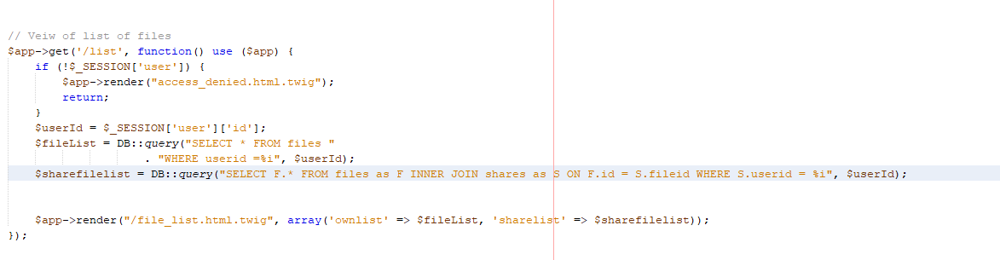 // Veiw of list of files
$app->get('/list', function() use ($app) {
    if (!$_SESSION['user']) {
        $app->render("access_denied.html.twig");
        return;
    }
    $userId = $_SESSION['user']['id'];
    $fileList = DB::query("SELECT * FROM files "
                    . "WHERE userid =%i", $userId);
    $sharefilelist = DB::query("SELECT F.* FROM files as F INNER JOIN shares as S ON F.id = S.fileid WHERE S.userid = %i", $userId);
    $app->render("/file_list.html.twig", array('ownlist' => $fileList, 'sharelist' => $sharefilelist));
});